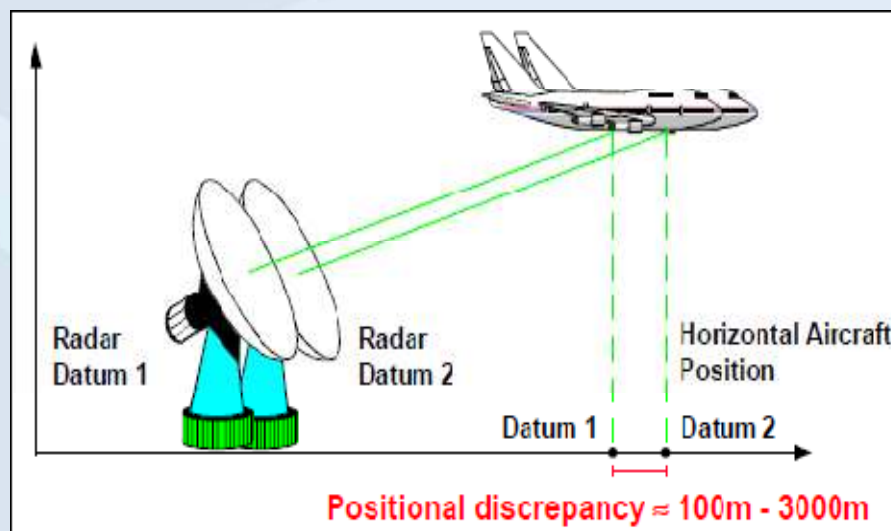 Radar
Datum 1
Radar
Datum 2
Horizontal Aircraft
Position
Datum 1
Datum 2
Positional discrepancy ≈ 100m - 3000m